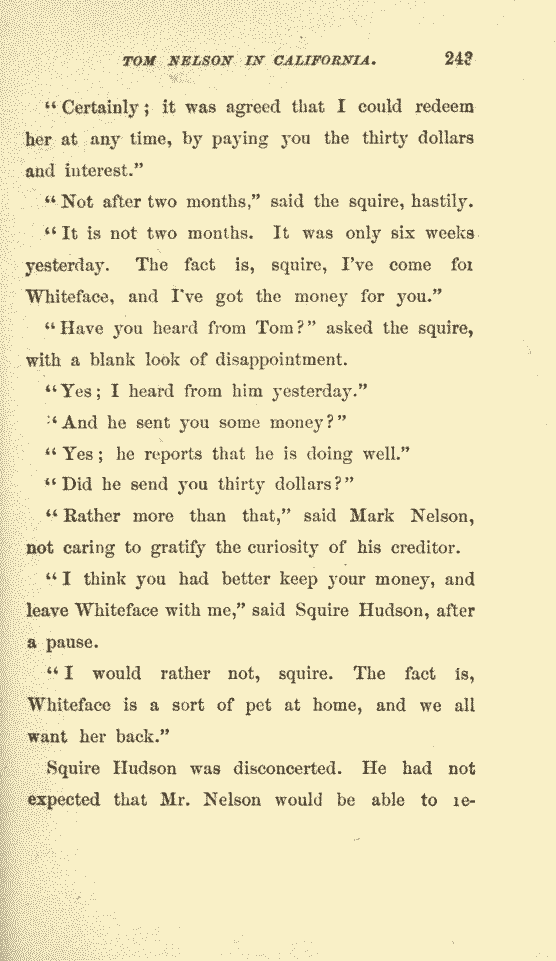 TOM NELSON IN CALIFORNIA. 243
“Certainly; it was agreed that I could redeem
her at any time, by paying you the thirty dollars
and interest.”
“Not after two months,” said the squire, hastily.
“It is not two months. It was only six weeks
yesterday. The fact is, squire, I’ve come for
Whiteface, and I’ve got the money for you.”
“Have you heard from Tom?” asked the squire,
with a blank look of disappointment.
“Yes; I heard from him yesterday.”
“And he sent you some money?”
“Yes; he reports that he is doing well.”
“Did he send you thirty dollars?”
“Rather more than that,” said Mark Nelson,
not caring to gratify the curiosity of his creditor.
“I think you had better keep your money, and
leave Whiteface with me,” said Squire Hudson, after
a pause.
“I would rather not, squire. The fact is,
Whiteface is a sort of pet at home, and we all
want her back.”
Squire Hudson was disconcerted. He had not
expected that Mr. Nelson would be able to re-